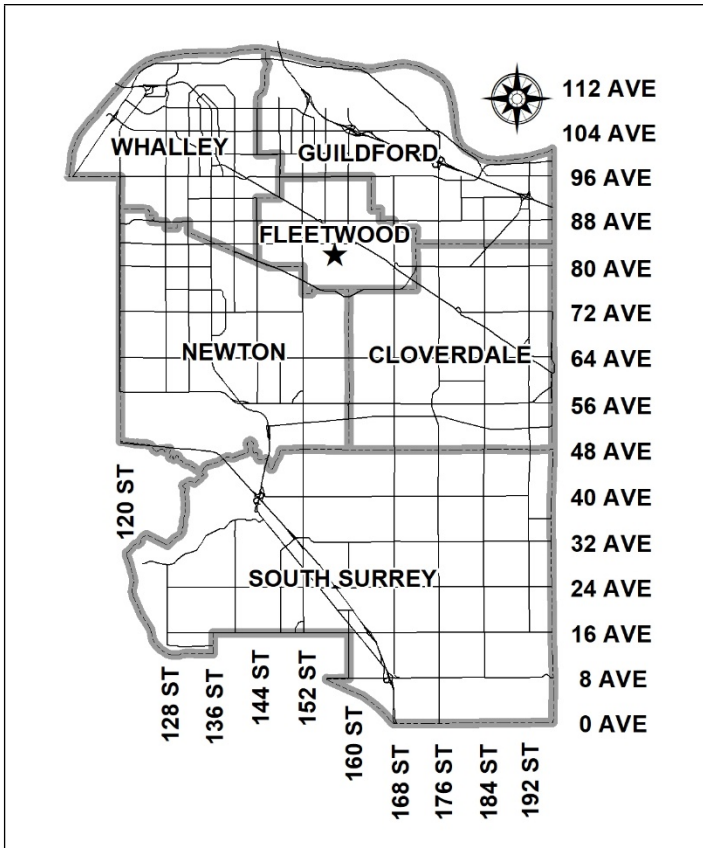 112 AVE
104 AVE
WHALLEY
GUILDFORD
96 AVE
88 AVE
FLEETWOOD
80 AVE
72 AVE
NEWTON
CLOVERDALE
64 AVE
56 AVE
48 AVE
120 ST
40 AVE
32 AVE
SOUTH SURREY
24 AVE
16 AVE
8 AVE
0 AVE
128 ST
136 ST
144 ST
152 ST
160 ST
168 ST
176 ST
184 ST
192 ST